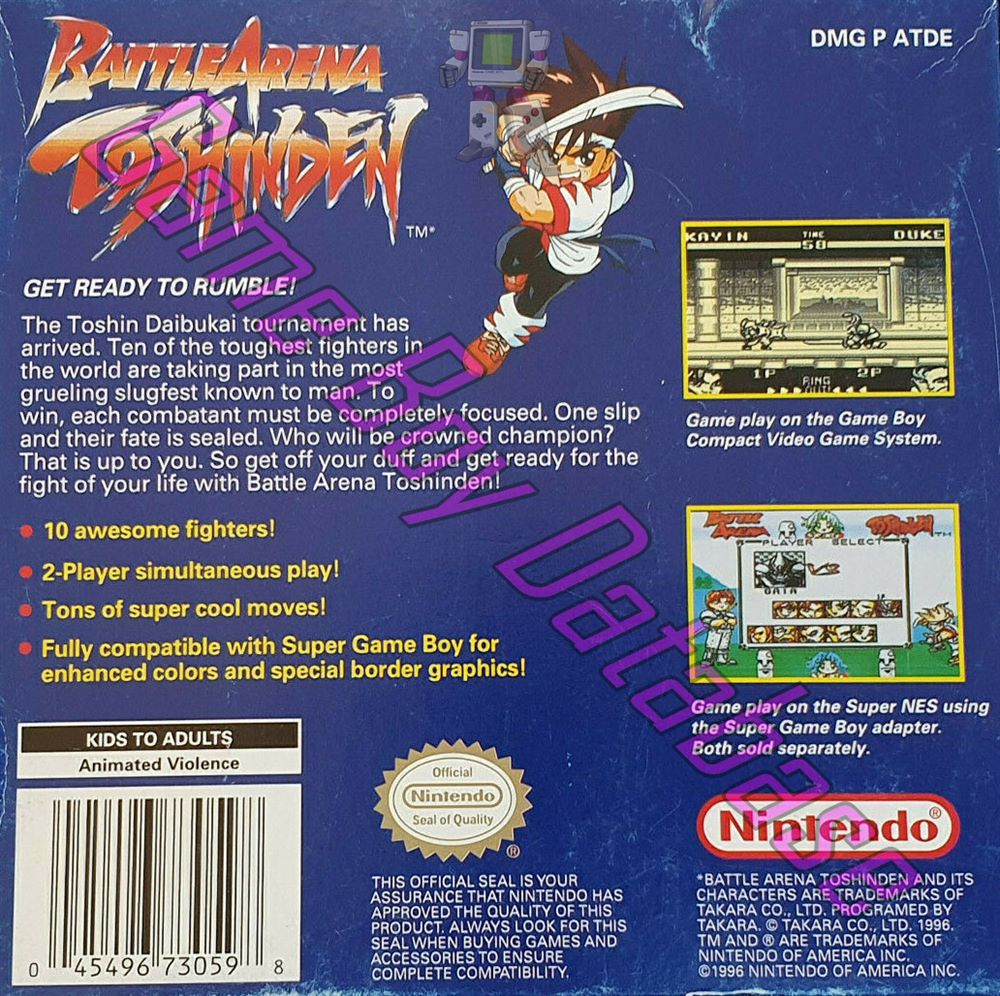 BATTLE ARENA
TOSHINDEN
TM*
DMG P ATDE
GET READY TO RUMBLE!
The Toshin Daibukai tournament has
arrived. Ten of the toughest fighters in
the world are taking part in the most
grueling slugfest known to man. To
win, each combatant must be completely focused. One slip
and their fate is sealed. Who will be crowned champion?
That is up to you. So get off your duff and get ready for the
fight of your life with Battle Arena Toshinden!
10 awesome fighters!
2-Player simultaneous play!
Tons of super cool moves!
Fully compatible with Super Game Boy for
enhanced colors and special border graphics!
KAYIN TIME DUKE
58
1P 2P
RING
OUT!
Game play on the Game Boy
Compact Video Game System.
BATTLE
ARENA TOSHINDEN TM
PLAYER SELECT
VS
DATA
Game play on the Super NES using
the Super Game Boy adapter.
Both sold separately.
KIDS TO ADULTS
Animated Violence
0 45496 73059 8
Official
Nintendo
Seal of Quality
®
THIS OFFICIAL SEAL IS YOUR
ASSURANCE THAT NINTENDO HAS
APPROVED THE QUALITY OF THIS
PRODUCT. ALWAYS LOOK FOR THIS
SEAL WHEN BUYING GAMES AND
ACCESSORIES TO ENSURE
COMPLETE COMPATIBILITY.
Nintendo®
*BATTLE ARENA TOSHINDEN AND ITS
CHARACTERS ARE TRADEMARKS OF
TAKARA CO., LTD. PROGRAMED BY
TAKARA. © TAKARA CO., LTD. 1996.
TM AND ® ARE TRADEMARKS OF
NINTENDO OF AMERICA INC.
©1996 NINTENDO OF AMERICA INC.
Game Boy Database